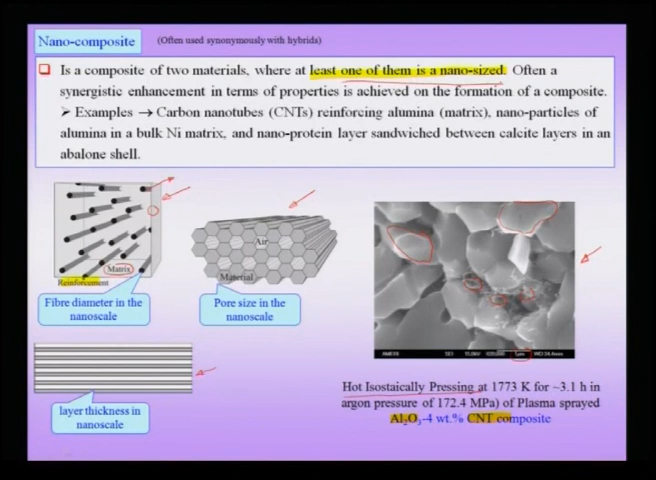 Nano-composite (Often used synonymously with hybrids)
Is a composite of two materials, where at least one of them is a nano-sized. Often a
synergistic enhancement in terms of properties is achieved on the formation of a composite.
➤ Examples → Carbon nanotubes (CNTs) reinforcing alumina (matrix), nano-particles of
alumina in a bulk Ni matrix, and nano-protein layer sandwiched between calcite layers in an
abalone shell.
Matrix
Reinforcement
Air
Material
Fibre diameter in the
nanoscale
Pore size in the
nanoscale
layer thickness in
nanoscale
SEI 15.0kV 1µm
Hot Isostaically Pressing at 1773 K for ~3.1 h in
argon pressure of 172.4 MPa) of Plasma sprayed
Al2O3-4 wt.% CNT composite